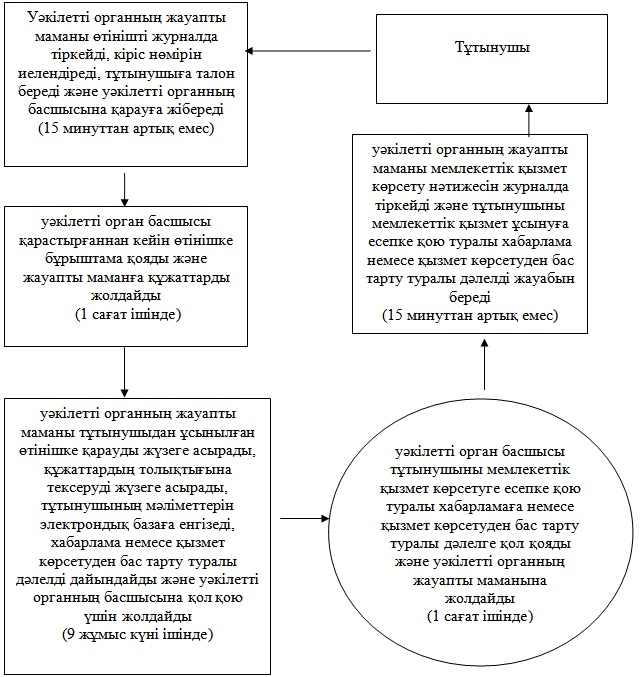 Тұтынушы
Уәкілетті органның жауапты
маманы өтінішті журналда
тіркейді, кіріс нөмірін
иелендіреді, тұтынушыға талон
береді және уәкілетті органның
басшысына қарауға жібереді
(15 минуттан артық емес)
уәкілетті орган басшысы
қарастырғаннан кейін өтінішке
бұрыштама қояды және
жауапты маманға құжаттарды
жолдайды
(1 сағат ішінде)
уәкілетті органның жауапты
маманы тұтынушыдан ұсынылған
өтінішке қарауды жүзеге асырады,
құжаттардың толықтығына
тексеруді жүзеге асырады,
тұтынушының мәліметтерін
электрондық базаға енгізеді,
хабарлама немесе қызмет
көрсетуден бас тарту туралы
дәлелді дайындайды және уәкілетті
органның басшысына қол қою
үшін жолдайды
(9 жұмыс күні ішінде)
уәкілетті орган басшысы
тұтынушыны мемлекеттік
қызмет көрсетуге есепке қою
туралы хабарламаға немесе
қызмет көрсетуден бас тарту
туралы дәлелге қол қояды
және уәкілетті органның
жауапты маманына
жолдайды
(1 сағат ішінде)
уәкілетті органның жауапты
маманы мемлекеттік қызмет
көрсету нәтижесін журналда
тіркейді және тұтынушыны
мемлекеттік қызмет ұсынуға
есепке қою туралы хабарлама
немесе қызмет көрсетуден бас
тарту туралы дәлелді жауабын
береді
(15 минуттан артық емес)